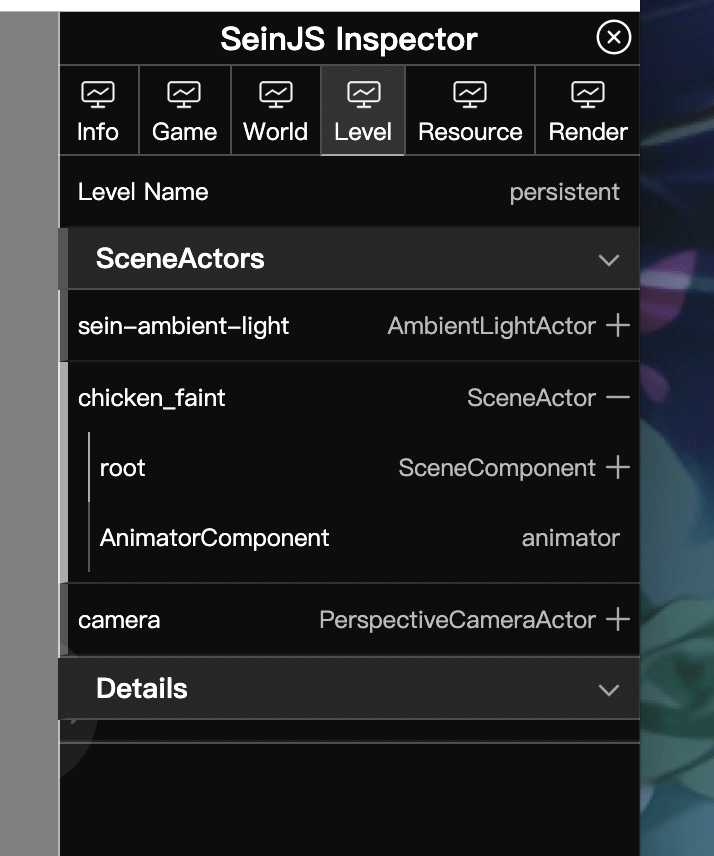 SeinJS Inspector
Info Game World Level Resource Render
Level Name persistent
SceneActors
sein-ambient-light AmbientLightActor
chicken_faint SceneActor
root SceneComponent
AnimatorComponent animator
camera PerspectiveCameraActor
Details